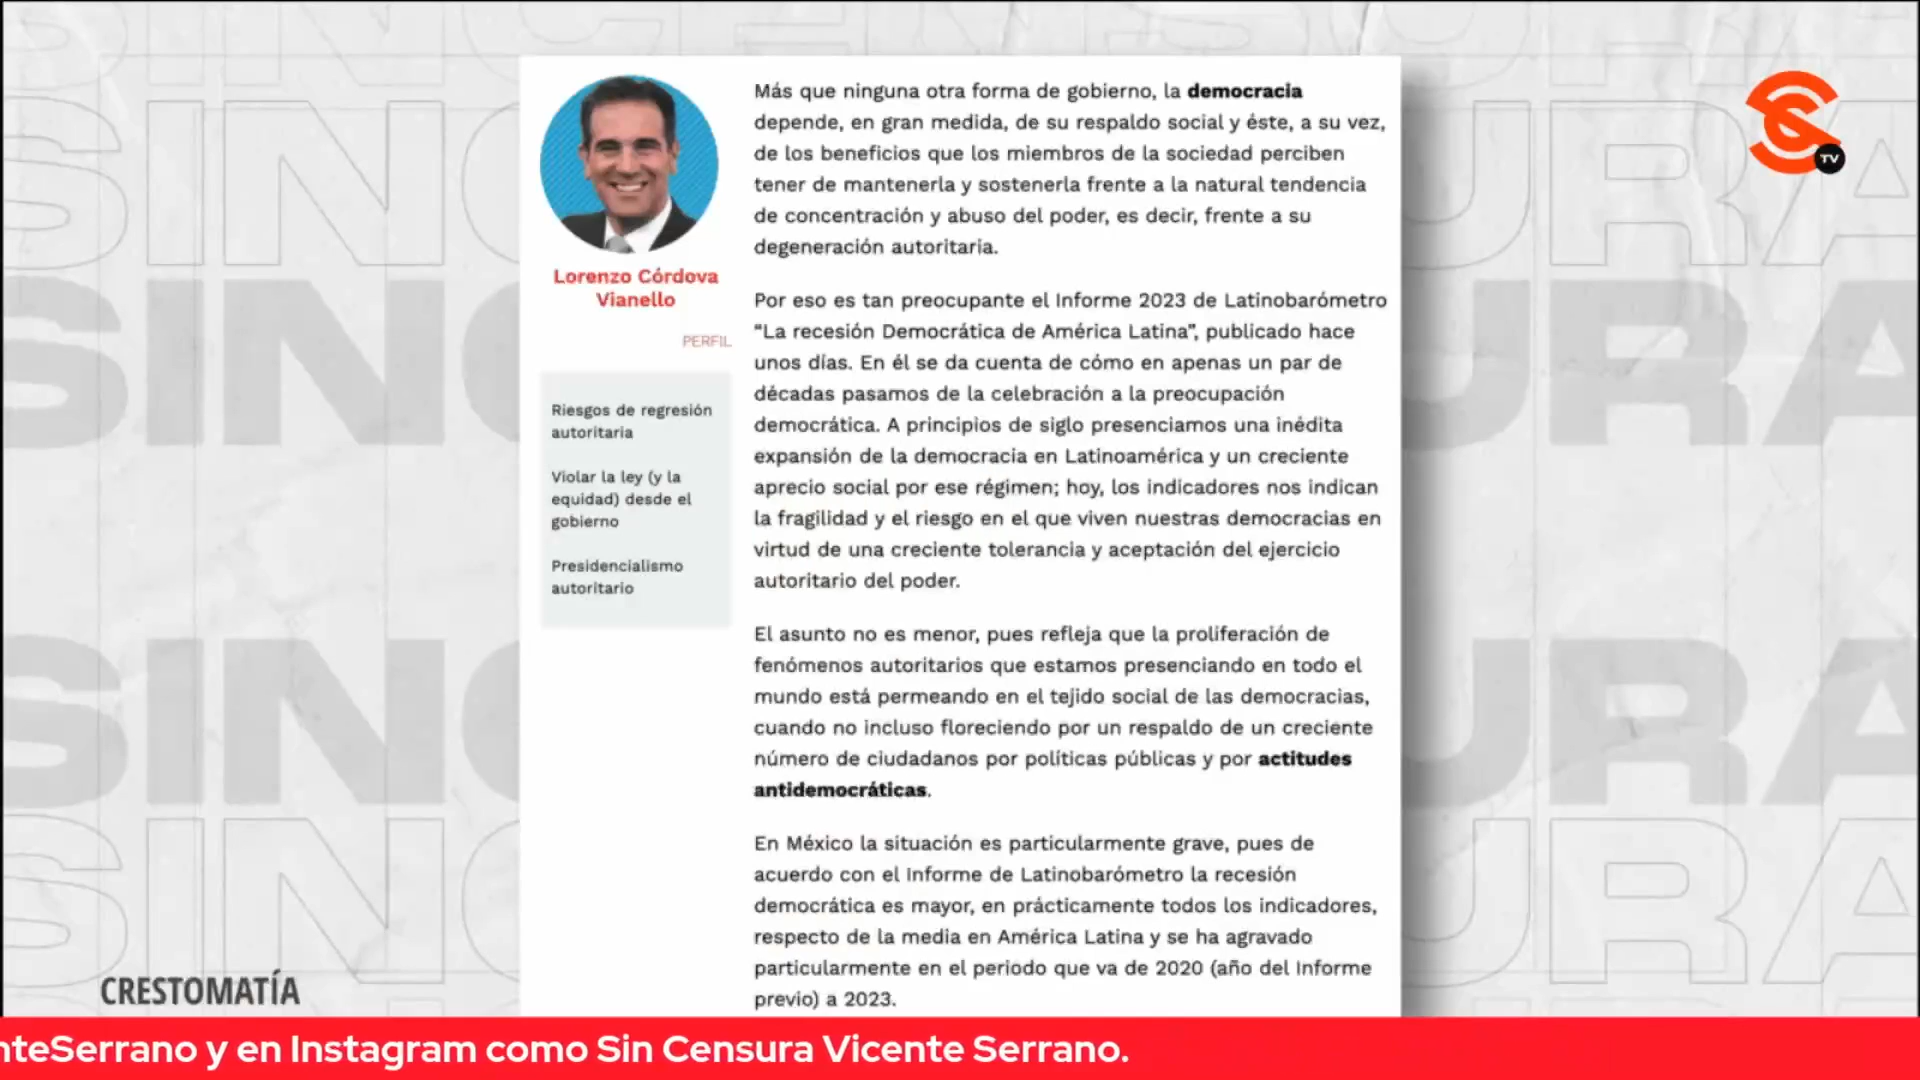 TV
Lorenzo Córdova
Vianello
PERFIL
Riesgos de regresión
autoritaria
Violar la ley (y la
equidad) desde el
gobierno
Presidencialismo
autoritario
Más que ninguna otra forma de gobierno, la democracia
depende, en gran medida, de su respaldo social y éste, a su vez,
de los beneficios que los miembros de la sociedad perciben
tener de mantenerla y sostenerla frente a la natural tendencia
de concentración y abuso del poder, es decir, frente a su
degeneración autoritaria.
Por eso es tan preocupante el Informe 2023 de Latinobarómetro
“La recesión Democrática de América Latina”, publicado hace
unos días. En él se da cuenta de cómo en apenas un par de
décadas pasamos de la celebración a la preocupación
democrática. A principios de siglo presenciamos una inédita
expansión de la democracia en Latinoamérica y un creciente
aprecio social por ese régimen; hoy, los indicadores nos indican
la fragilidad y el riesgo en el que viven nuestras democracias en
virtud de una creciente tolerancia y aceptación del ejercicio
autoritario del poder.
El asunto no es menor, pues refleja que la proliferación de
fenómenos autoritarios que estamos presenciando en todo el
mundo está permeando en el tejido social de las democracias,
cuando no incluso floreciendo por un respaldo de un creciente
número de ciudadanos por políticas públicas y por actitudes
antidemocráticas.
En México la situación es particularmente grave, pues de
acuerdo con el Informe de Latinobarómetro la recesión
democrática es mayor, en prácticamente todos los indicadores,
respecto de la media en América Latina y se ha agravado
particularmente en el periodo que va de 2020 (año del Informe
previo) a 2023.
CRESTOMATÍA
nteSerrano y en Instagram como Sin Censura Vicente Serrano.